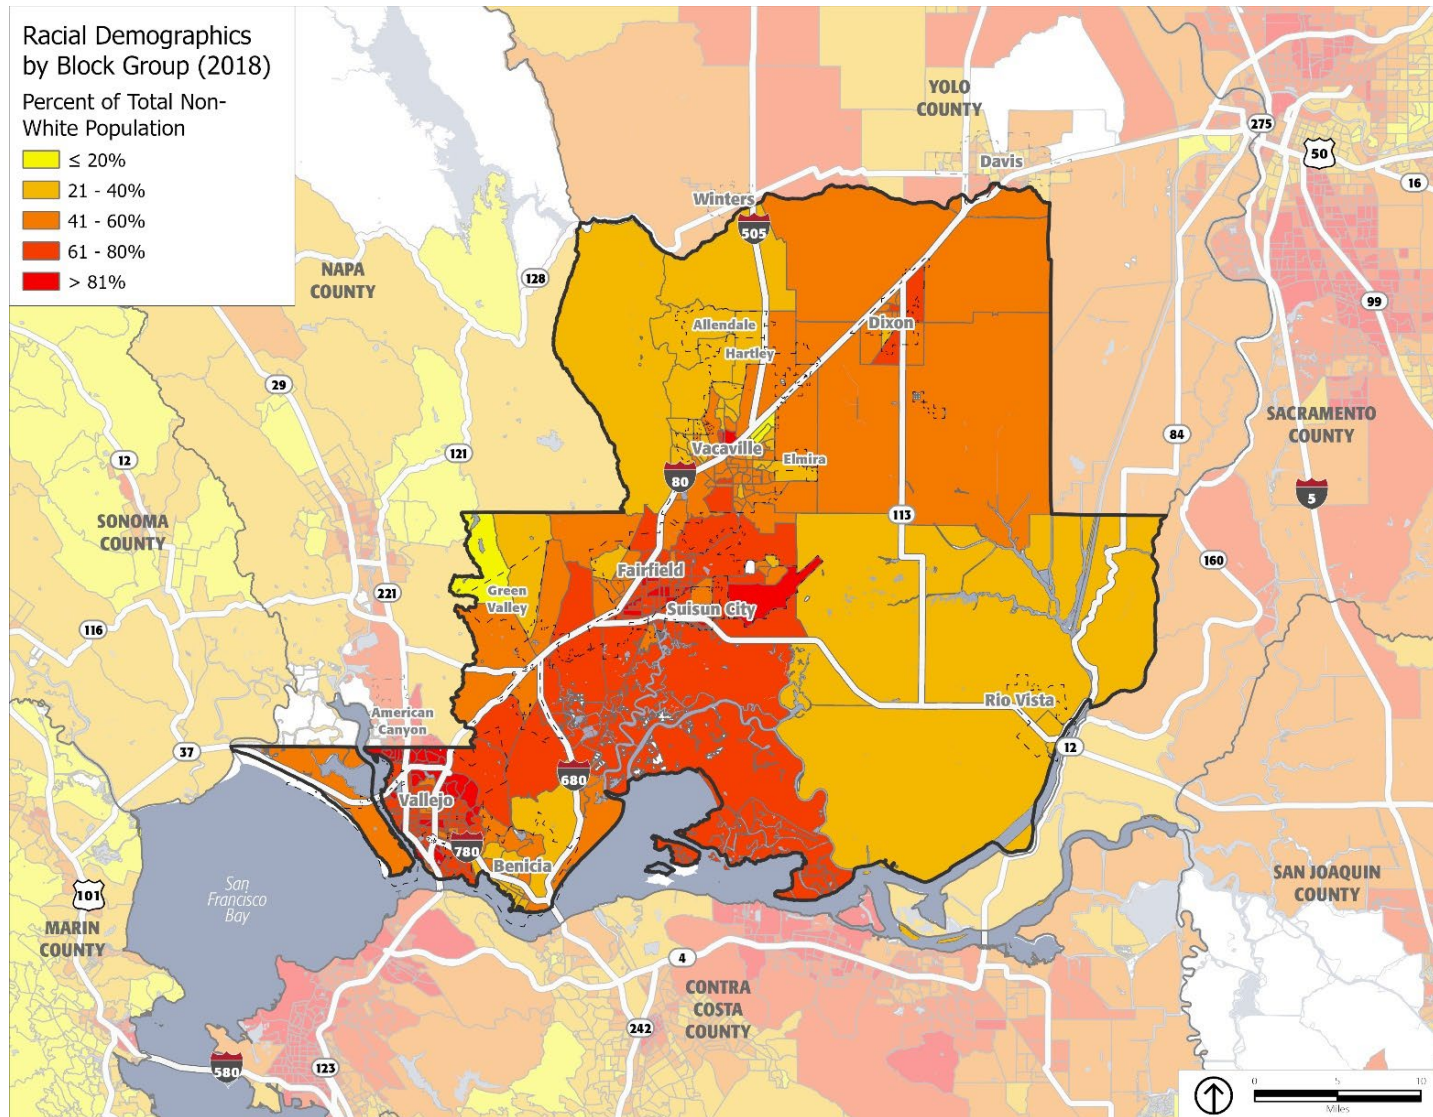 Racial Demographics
by Block Group (2018)
Percent of Total Non-
White Population
≤ 20%
21 - 40%
41 - 60%
61 - 80%
> 81%
YOLO
COUNTY
275
50
Davis
16
Winters
505
NAPA
COUNTY
128
99
Allendale
Dixon
Hartley
29
SACRAMENTO
COUNTY
84
12
121
Vacaville
Elmira
80
5
SONOMA
COUNTY
113
160
Fairfield
Green
Valley
221
Suisun City
116
Rio Vista
American
Canyon
37
12
680
Vallejo
780
Benicia
San
Francisco
Bay
101
MARIN
COUNTY
SAN JOAQUIN
COUNTY
4
CONTRA
COSTA
COUNTY
242
580
123
0 5 10
Miles